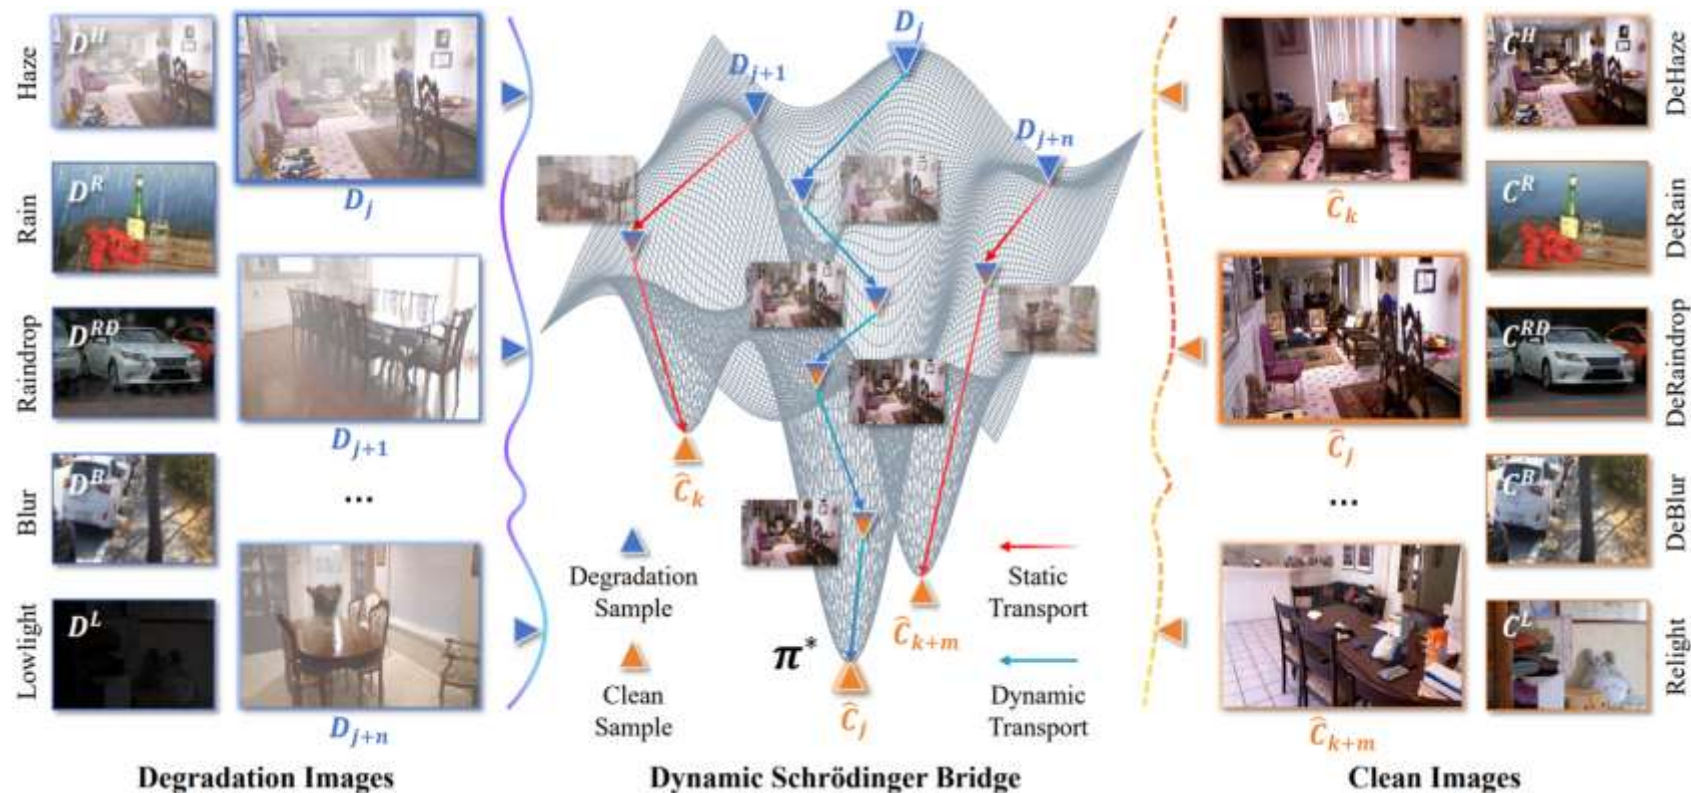 Haze
D^H
D_j
Rain
D^R
Raindrop
D^{RD}
D_{j+1}
Blur
D^B
...
Lowlight
D^L
D_{j+n}
Degradation Images
D_j
D_{j+1}
D_{j+n}
Ĉ_k
Degradation
Sample
Static
Transport
Ĉ_{k+m}
π*
Clean
Sample
Dynamic
Transport
Ĉ_j
Dynamic Schrödinger Bridge
Ĉ_k
C^H
DeHaze
C^R
DeRain
Ĉ_j
C^{RD}
DeRaindrop
...
C^B
DeBlur
Ĉ_{k+m}
C^L
Relight
Clean Images